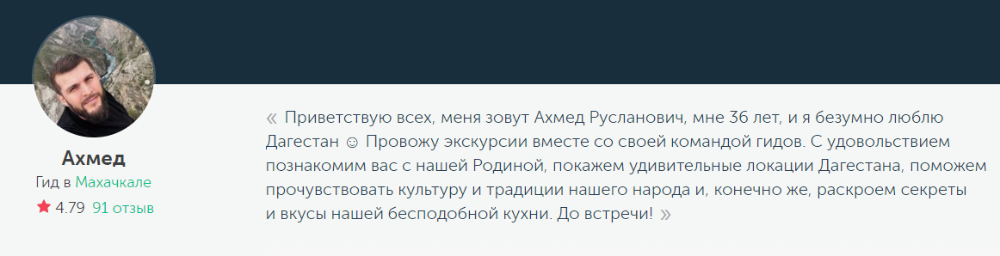 Ахмед
Гид в Махачкале
4.79 91 отзыв
« Приветствую всех, меня зовут Ахмед Русланович, мне 36 лет, и я безумно люблю
Дагестан ☺ Провожу экскурсии вместе со своей командой гидов. С удовольствием
познакомим вас с нашей Родиной, покажем удивительные локации Дагестана, поможем
прочувствовать культуру и традиции нашего народа и, конечно же, раскроем секреты
и вкусы нашей бесподобной кухни. До встречи! »